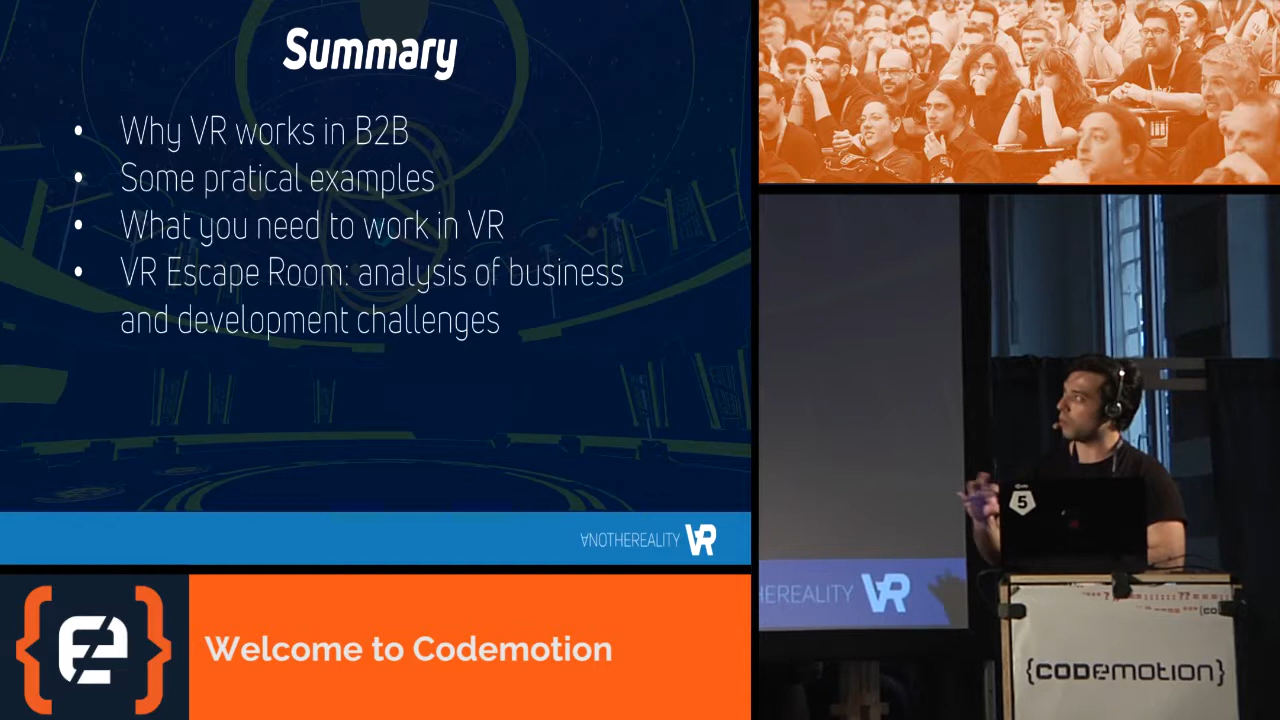 Summary
• Why VR works in B2B
• Some pratical examples
• What you need to work in VR
• VR Escape Room: analysis of business
and development challenges
∀NOTHEREALITY VR
Welcome to Codemotion
HEREALITY VR
5
{CODEMOTION}